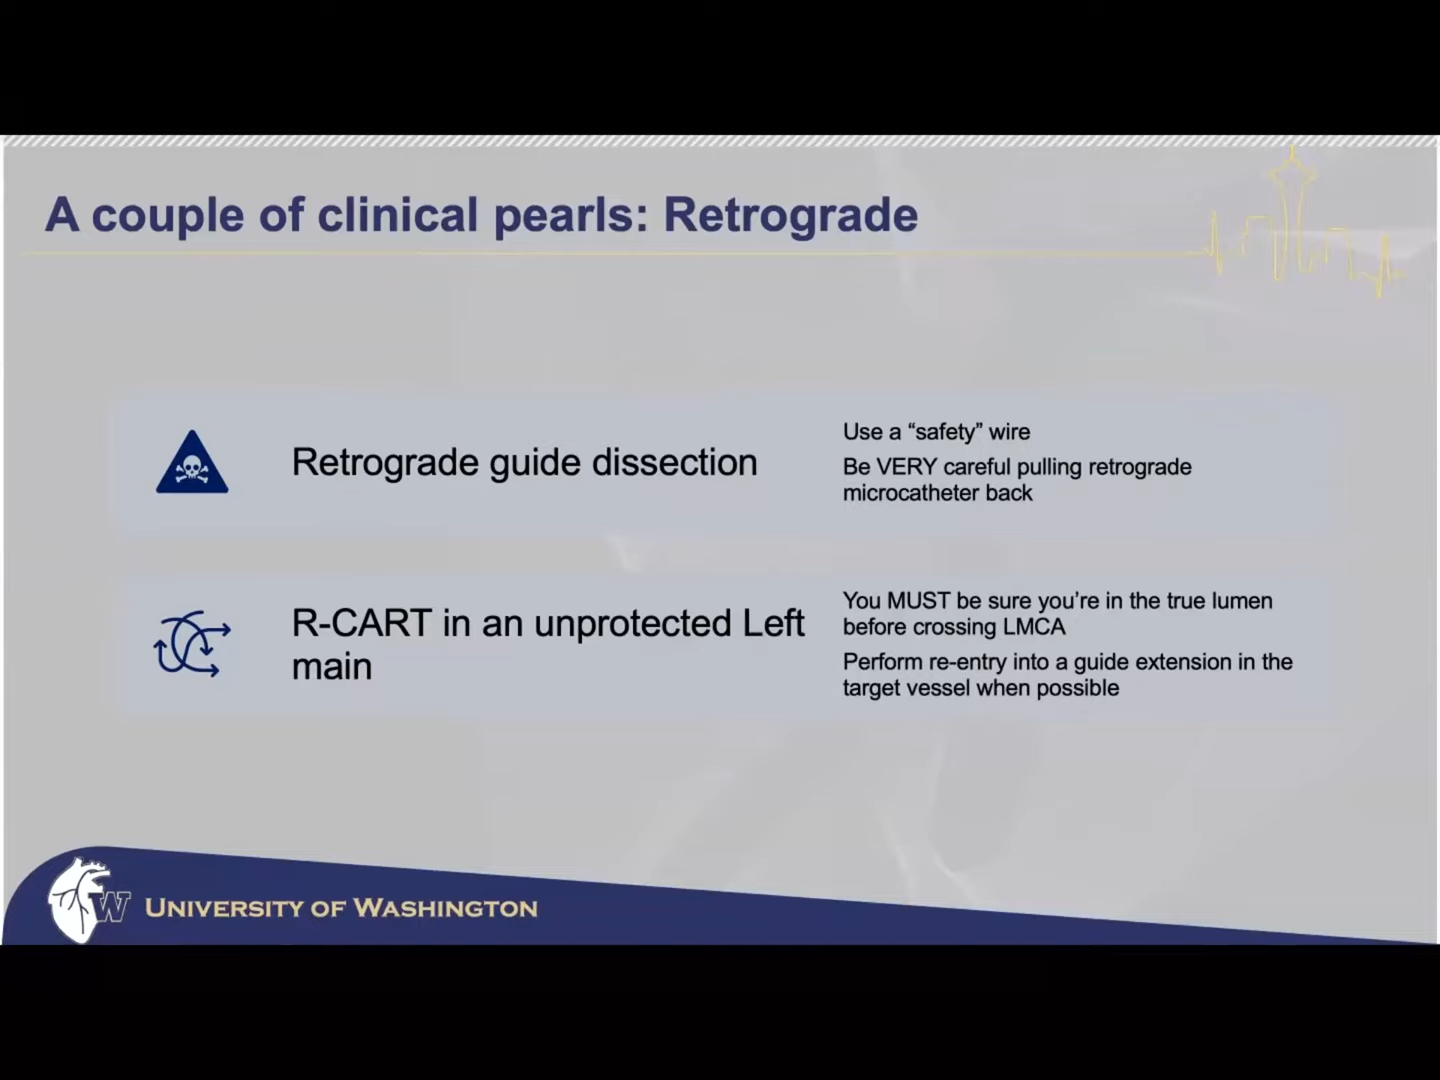 A couple of clinical pearls: Retrograde
Retrograde guide dissection
Use a “safety” wire
Be VERY careful pulling retrograde
microcatheter back
R-CART in an unprotected Left
main
You MUST be sure you’re in the true lumen
before crossing LMCA
Perform re-entry into a guide extension in the
target vessel when possible
W
UNIVERSITY OF WASHINGTON